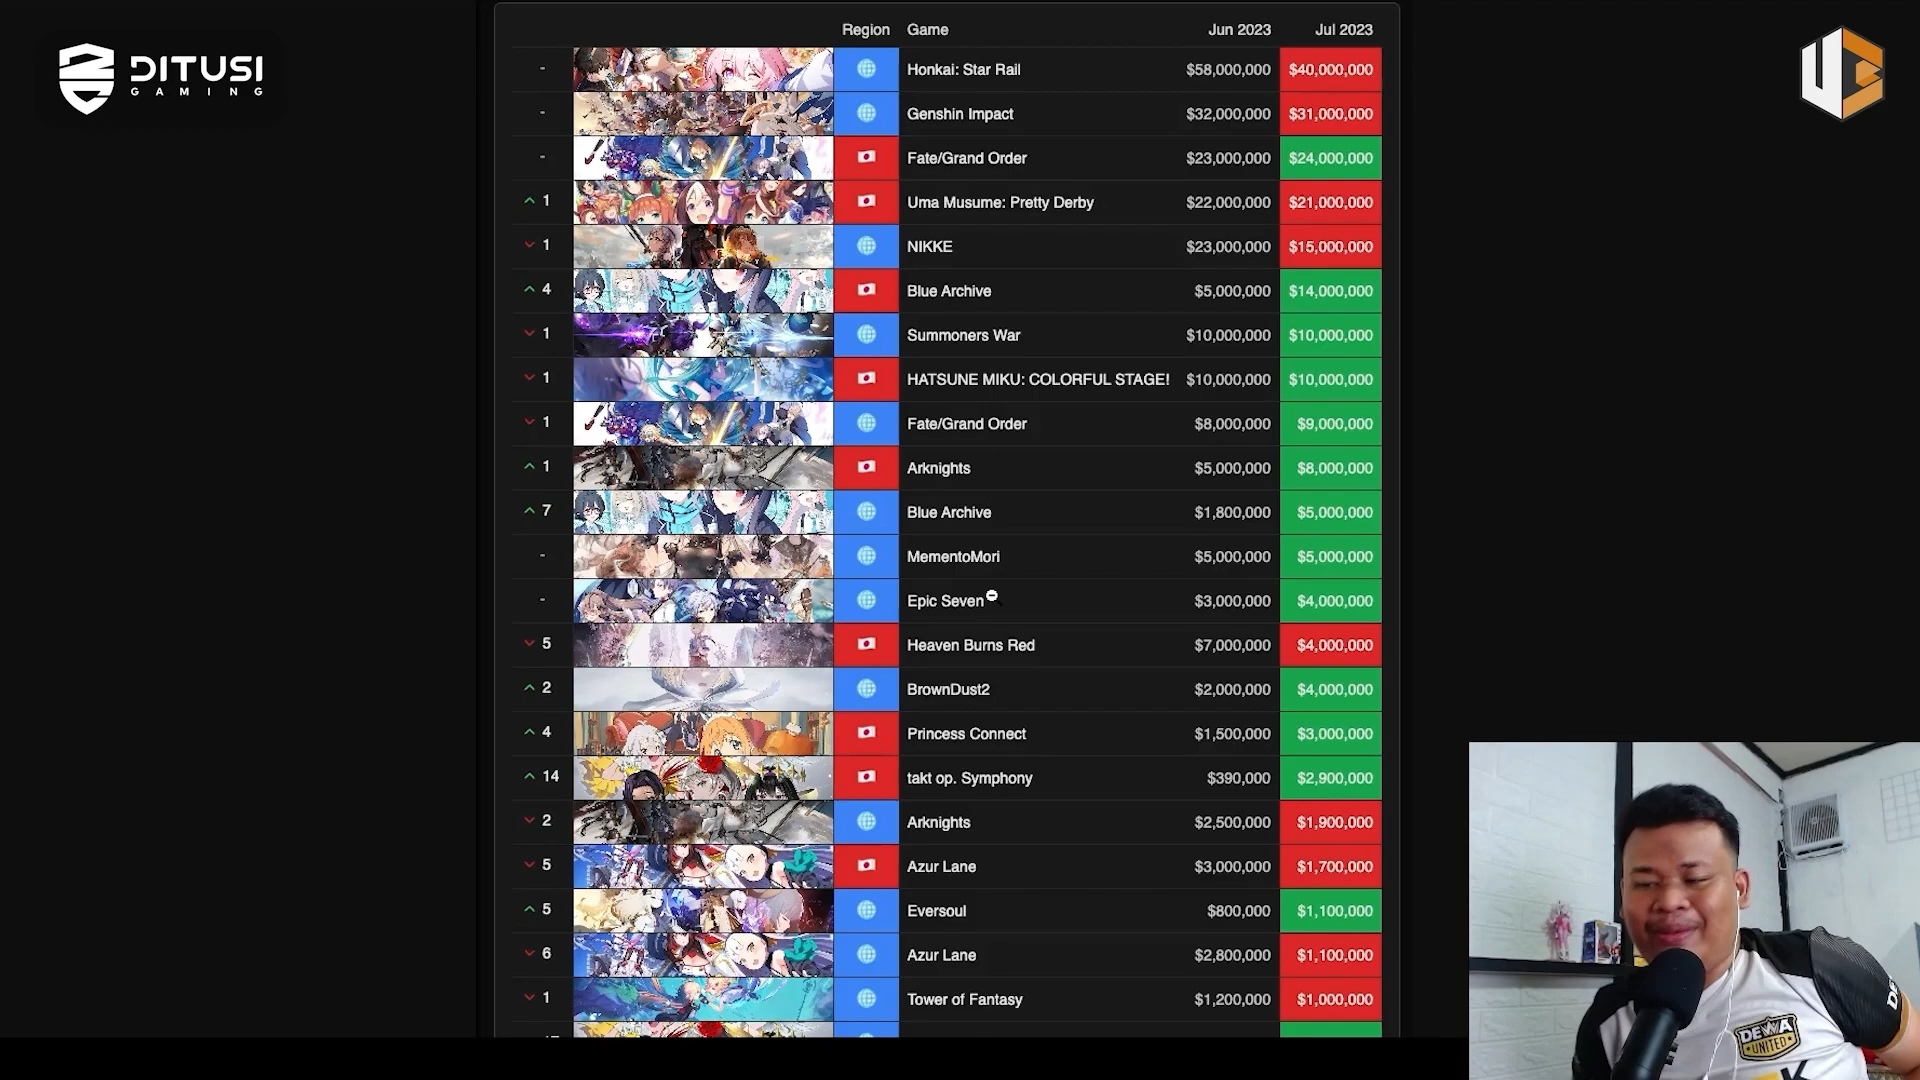 DITUSI
GAMING
Region Game Jun 2023 Jul 2023
- Honkai: Star Rail $58,000,000 $40,000,000
- Genshin Impact $32,000,000 $31,000,000
- Fate/Grand Order $23,000,000 $24,000,000
1 Uma Musume: Pretty Derby $22,000,000 $21,000,000
1 NIKKE $23,000,000 $15,000,000
4 Blue Archive $5,000,000 $14,000,000
1 Summoners War $10,000,000 $10,000,000
1 HATSUNE MIKU: COLORFUL STAGE! $10,000,000 $10,000,000
1 Fate/Grand Order $8,000,000 $9,000,000
1 Arknights $5,000,000 $8,000,000
7 Blue Archive $1,800,000 $5,000,000
- MementoMori $5,000,000 $5,000,000
- Epic Seven $3,000,000 $4,000,000
5 Heaven Burns Red $7,000,000 $4,000,000
2 BrownDust2 $2,000,000 $4,000,000
4 Princess Connect $1,500,000 $3,000,000
14 takt op. Symphony $390,000 $2,900,000
2 Arknights $2,500,000 $1,900,000
5 Azur Lane $3,000,000 $1,700,000
5 Eversoul $800,000 $1,100,000
6 Azur Lane $2,800,000 $1,100,000
1 Tower of Fantasy $1,200,000 $1,000,000
DEWA
UNITED